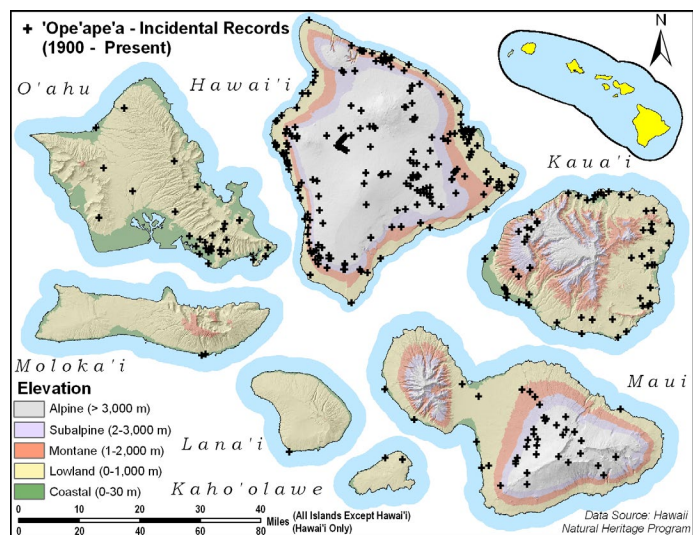 + 'Ope'ape'a - Incidental Records
(1900 - Present)
N
O'ahu
Hawai'i
Kaua'i
Moloka'i
Maui
Lana'i
Kaho'olawe
Elevation
Alpine (> 3,000 m)
Subalpine (2-3,000 m)
Montane (1-2,000 m)
Lowland (0-1,000 m)
Coastal (0-30 m)
0 5 10 20 30 40
Miles (All Islands Except Hawai'i)
(Hawai'i Only)
0 10 20 40 60 80
Data Source: Hawaii
Natural Heritage Program